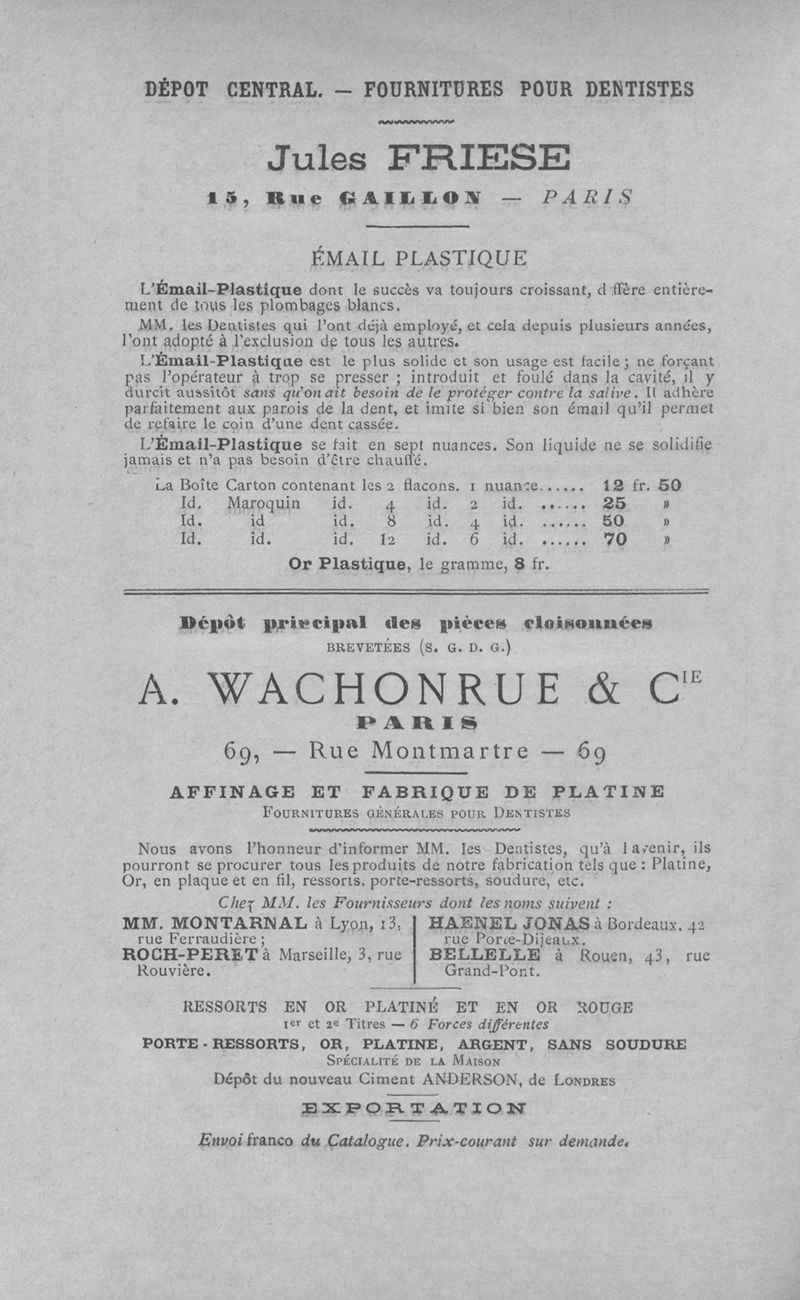 DÉPOT CENTRAL. — FOURNITURES POUR DENTISTES
Jules FRIESE
15, Rue GAILLON — PARIS
ÉMAIL PLASTIQUE
L'Émail-Plastique dont le succès va toujours croissant, d ffère entière-
ment de tous les plombages blancs.
MM. les Dentistes qui l'ont déjà employé, et cela depuis plusieurs années,
l'ont adopté à l'exclusion de tous les autres.
L'Émail-Plastique est le plus solide et son usage est facile ; ne forçant
pas l'opérateur à trop se presser ; introduit et foulé dans la cavité, il y
durcit aussitôt sans qu'on ait besoin de le protéger contre la salive. Il adhère
parfaitement aux parois de la dent, et imite si bien son émail qu'il permet
de refaire le coin d'une dent cassée.
L'Émail-Plastique se fait en sept nuances. Son liquide ne se solidifie
jamais et n'a pas besoin d'être chauffé.
La Boîte Carton contenant les 2 flacons. 1 nuance...... 12 fr. 50
Id. Maroquin id. 4 id. 2 id. ...... 25 »
Id. id id. 8 id. 4 id. ...... 50 »
Id. id. id. 12 id. 6 id. ...... 70 »
Or Plastique, le gramme, 8 fr.
Dépôt principal des pièces cloisonnées
BREVETÉES (S. G. D. G.)
A. WACHONRUE & CIE
PARIS
69, — Rue Montmartre — 69
AFFINAGE ET FABRIQUE DE PLATINE
FOURNITURES GÉNÉRALES POUR DENTISTES
Nous avons l'honneur d'informer MM. les Dentistes, qu'à l avenir, ils
pourront se procurer tous les produits de notre fabrication tels que : Platine,
Or, en plaque et en fil, ressorts, porte-ressorts, soudure, etc.
Chez MM. les Fournisseurs dont les noms suivent :
MM. MONTARNAL à Lyon, 13,
rue Ferraudière ;
ROCH-PERET à Marseille, 3, rue
Rouvière.
HAENEL JONAS à Bordeaux. 42
rue Porte-Dijeaux.
BELLELLE à Rouen, 43, rue
Grand-Pont.
RESSORTS EN OR PLATINÉ ET EN OR ROUGE
1er et 2e Titres — 6 Forces différentes
PORTE-RESSORTS, OR, PLATINE, ARGENT, SANS SOUDURE
SPÉCIALITÉ DE LA MAISON
Dépôt du nouveau Ciment ANDERSON, de LONDRES
EXPORTATION
Envoi franco du Catalogue. Prix-courant sur demande.